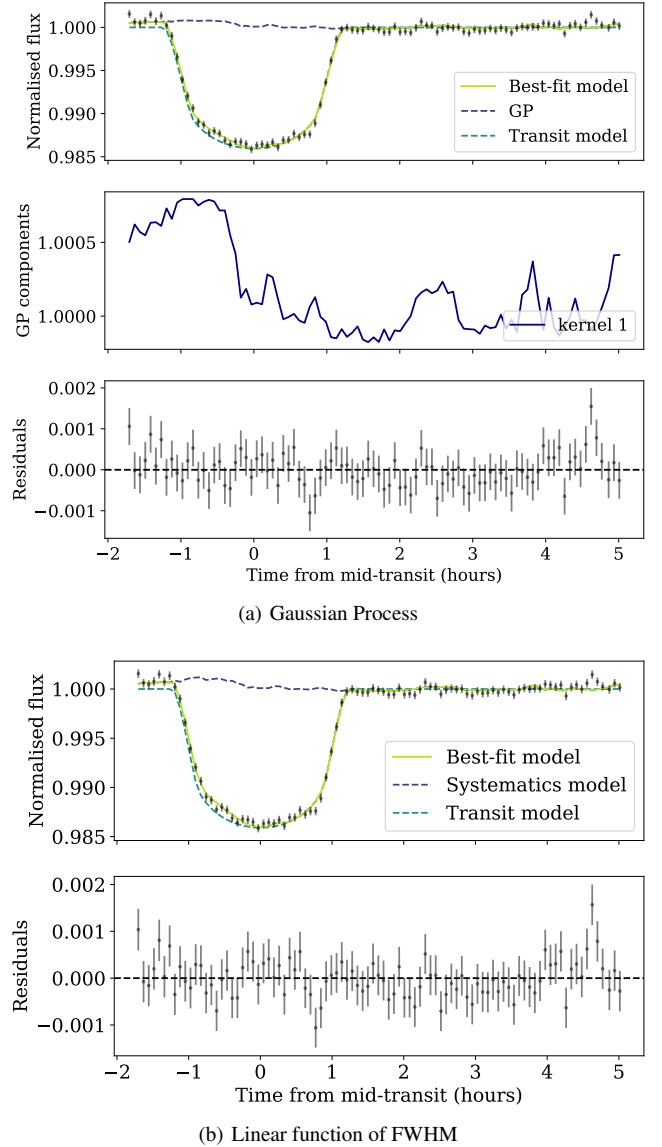 1.000
0.995
0.990
0.985
Normalised flux
Best-fit model
GP
Transit model
1.0005
1.0000
GP components
kernel 1
0.002
0.001
0.000
−0.001
Residuals
−2 −1 0 1 2 3 4 5
Time from mid-transit (hours)
(a) Gaussian Process
1.000
0.995
0.990
0.985
Normalised flux
Best-fit model
Systematics model
Transit model
0.002
0.001
0.000
−0.001
Residuals
−2 −1 0 1 2 3 4 5
Time from mid-transit (hours)
(b) Linear function of FWHM